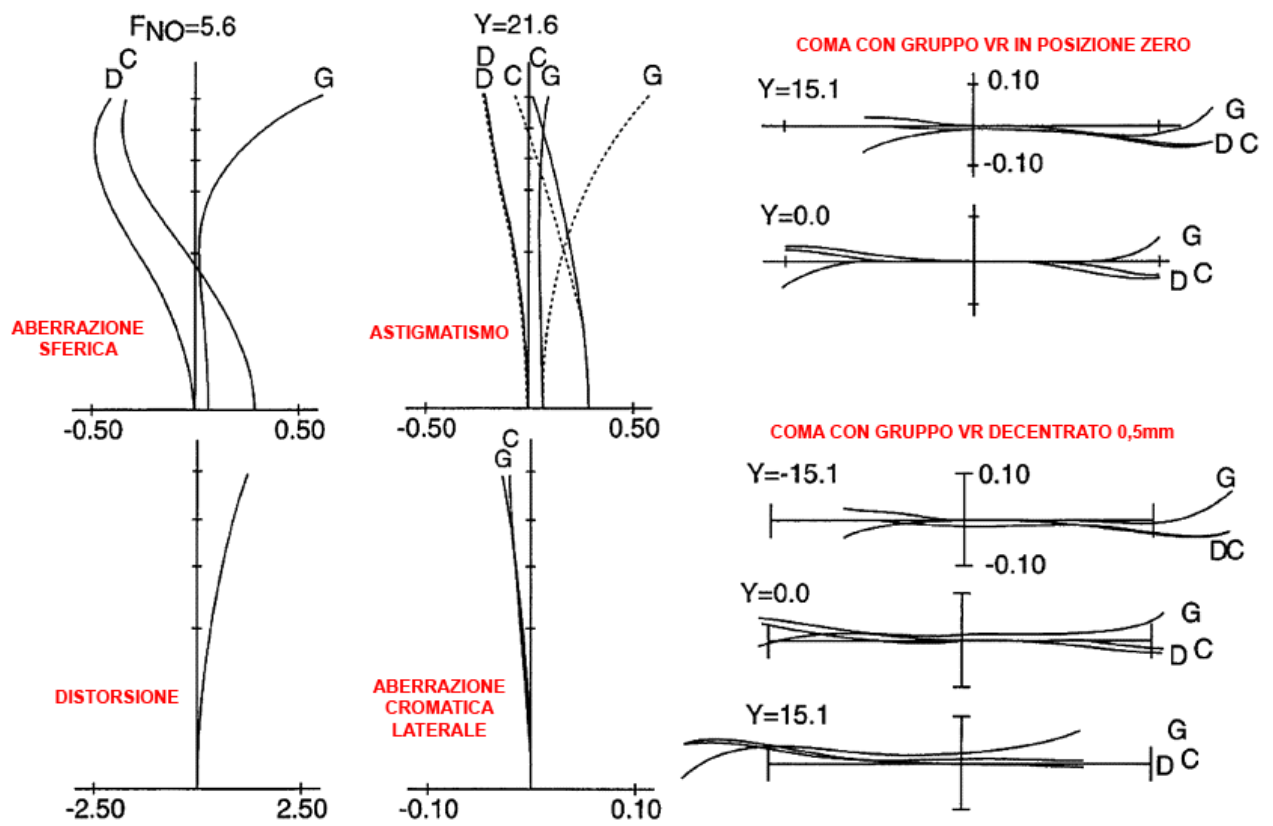 FNO=5.6
D C
G
ABERRAZIONE
SFERICA
-0.50
0.50
Y=21.6
D
D
C
C
G
G
ASTIGMATISMO
-0.50
0.50
DISTORSIONE
-2.50
2.50
C
G
ABERRAZIONE
CROMATICA
LATERALE
-0.10
0.10
COMA CON GRUPPO VR IN POSIZIONE ZERO
Y=15.1
0.10
G
D C
-0.10
Y=0.0
G
D C
COMA CON GRUPPO VR DECENTRATO 0,5mm
Y=-15.1
0.10
G
DC
-0.10
Y=0.0
G
D C
Y=15.1
G
D C